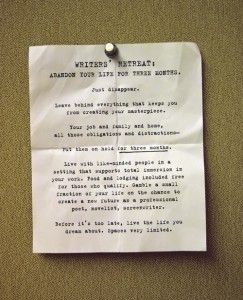 WRITERS' RETREAT:
ABANDON YOUR LIFE FOR THREE MONTHS.
Just disappear.
Leave behind everything that keeps you
from creating your masterpiece.
Your job and family and home,
all those obligations and distractions—
Put them on hold for three months.
Live with like-minded people in a
setting that supports total immersion in
your work. Food and lodging included free
for those who qualify. Gamble a small
fraction of your life on the chance to
create a new future as a professional
poet, novelist, screenwriter.
Before it's too late, live the life you
dream about. Spaces very limited.